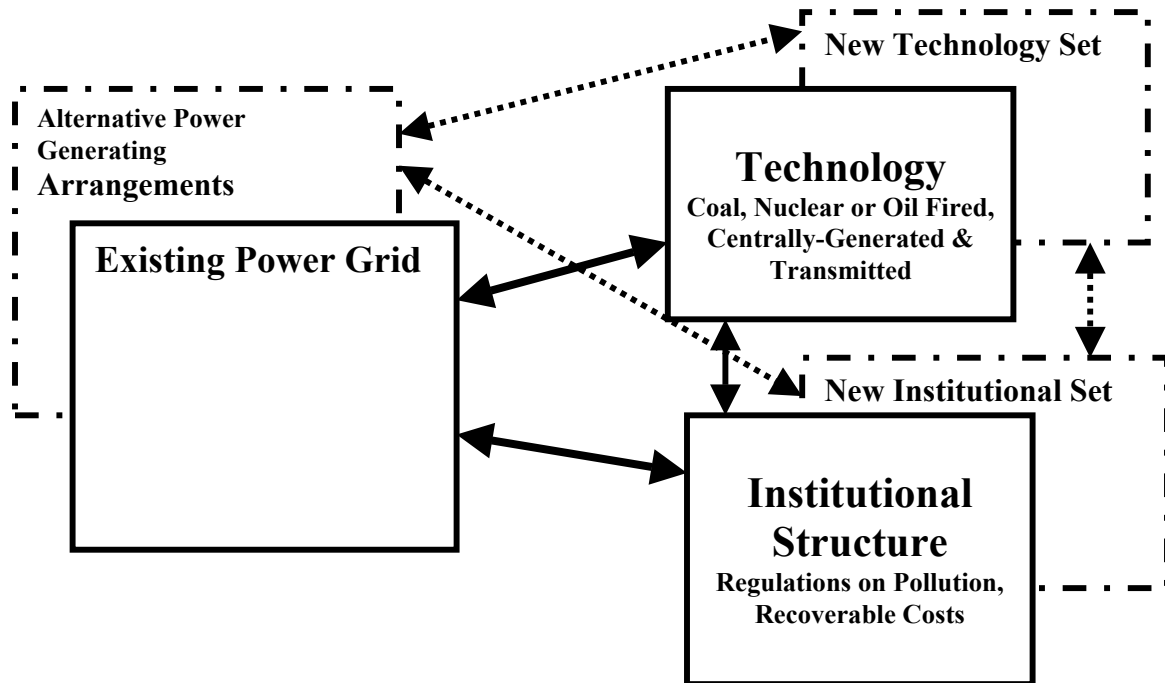 New Technology Set
Alternative Power
Generating
Arrangements
Technology
Coal, Nuclear or Oil Fired,
Centrally-Generated &
Transmitted
Existing Power Grid
New Institutional Set
Institutional
Structure
Regulations on Pollution,
Recoverable Costs